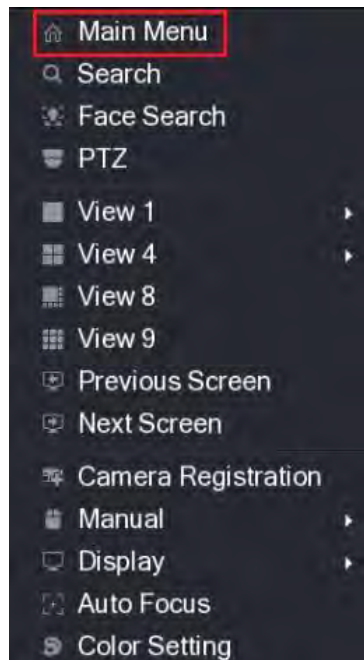 Main Menu
Search
Face Search
PTZ
View 1
View 4
View 8
View 9
Previous Screen
Next Screen
Camera Registration
Manual
Display
Auto Focus
Color Setting